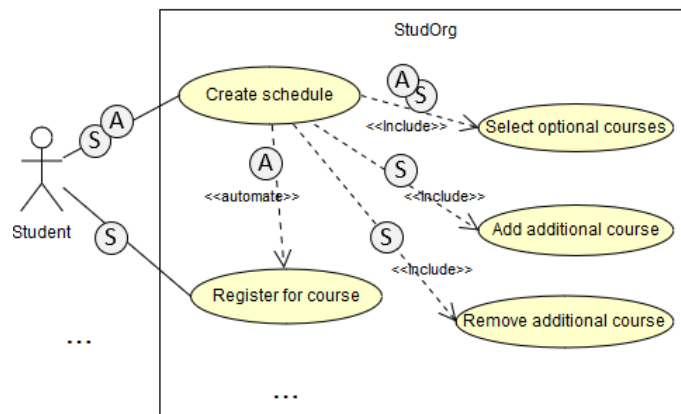 StudOrg
A
S
Create schedule
A
S
<<Include>>
Select optional courses
A
<<automate>>
S
<<Include>>
Add additional course
Student
S
S
<<Include>>
Register for course
Remove additional course
...
...